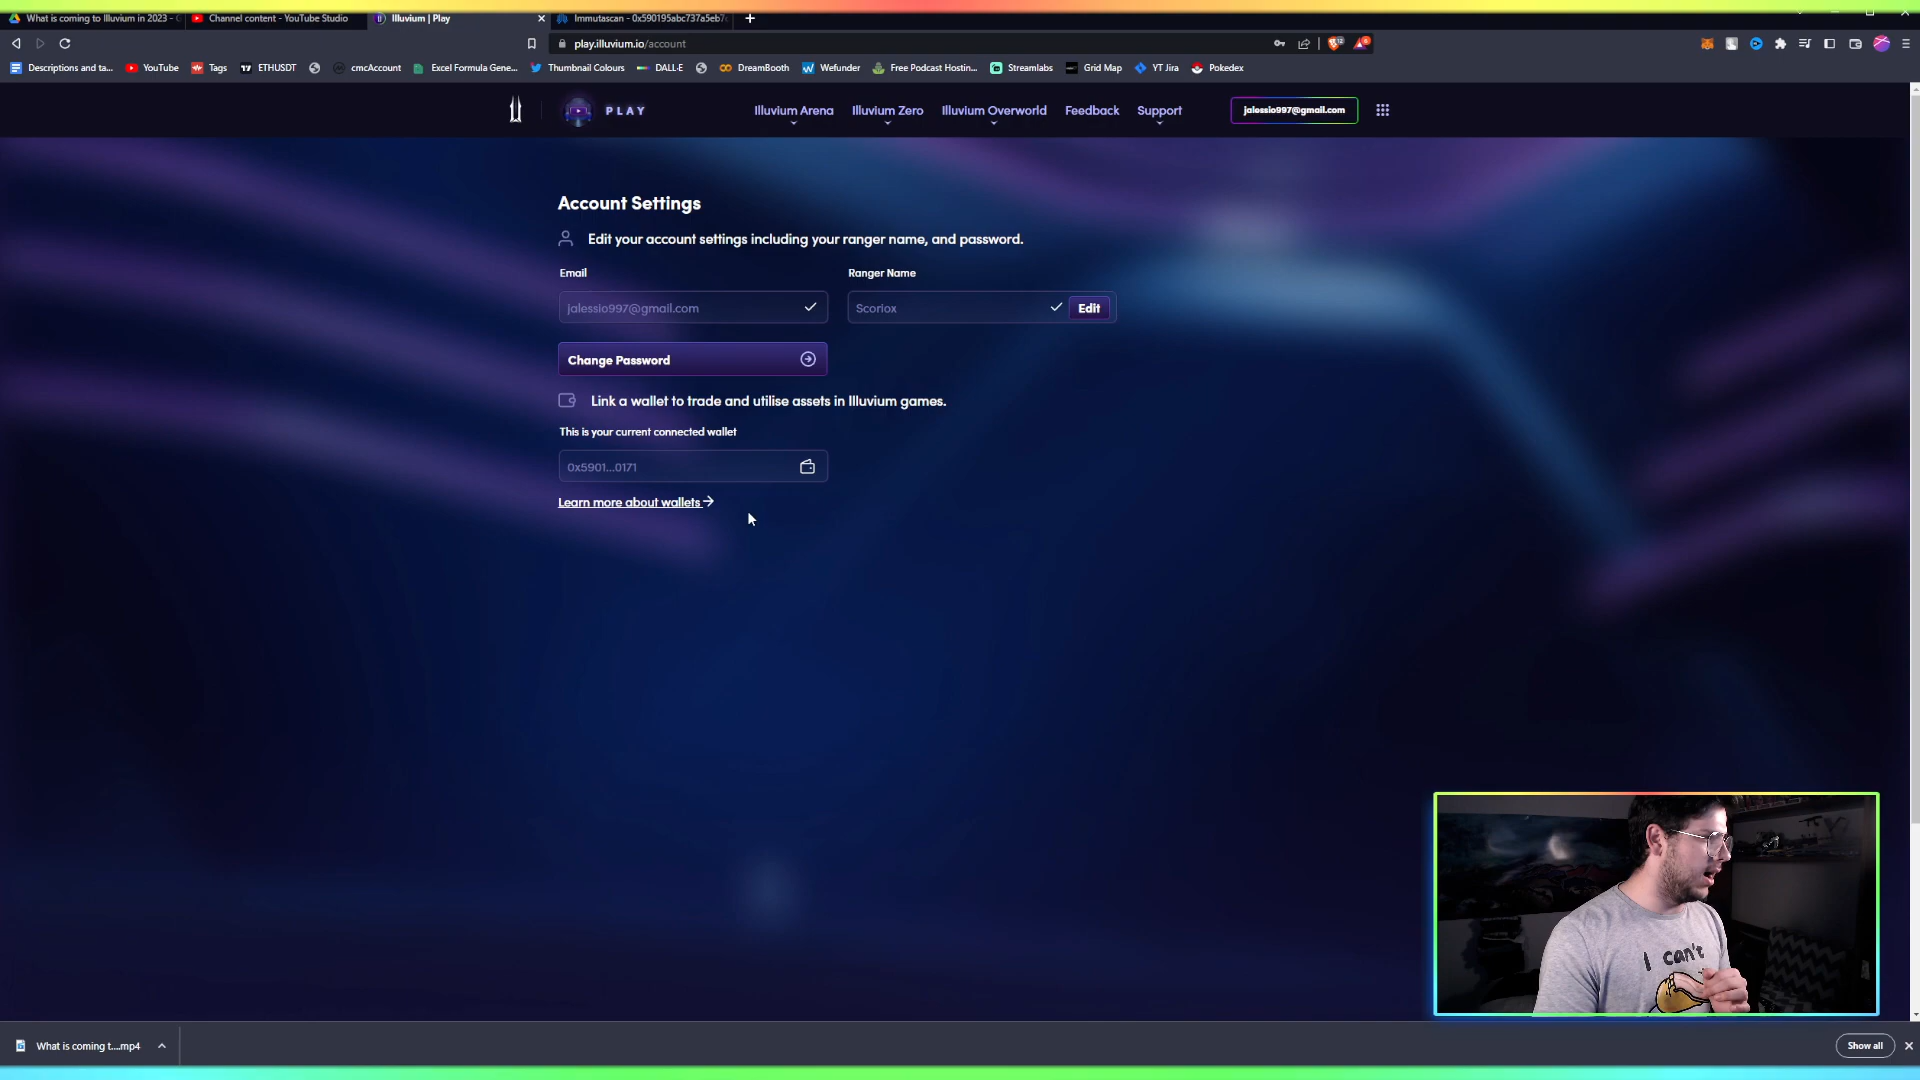 What is coming to Illuvium in 2023 -
Channel content - YouTube Studio
Illuvium | Play
Immutascan - 0x590195abc737a5eb7
play.illuvium.io/account
Descriptions and ta...
YouTube
Tags
ETHUSDT
cmcAccount
Excel Formula Gene...
Thumbnail Colours
DALL·E
DreamBooth
Wefunder
Free Podcast Hostin...
Streamlabs
Grid Map
YT Jira
Pokedex
PLAY
Illuvium Arena
Illuvium Zero
Illuvium Overworld
Feedback
Support
jalessio997@gmail.com
Account Settings
Edit your account settings including your ranger name, and password.
Email
Ranger Name
jalessio997@gmail.com
Scoriox
Edit
Change Password
Link a wallet to trade and utilise assets in Illuvium games.
This is your current connected wallet
0x5901...0171
Learn more about wallets
I can't
What is coming t....mp4
Show all